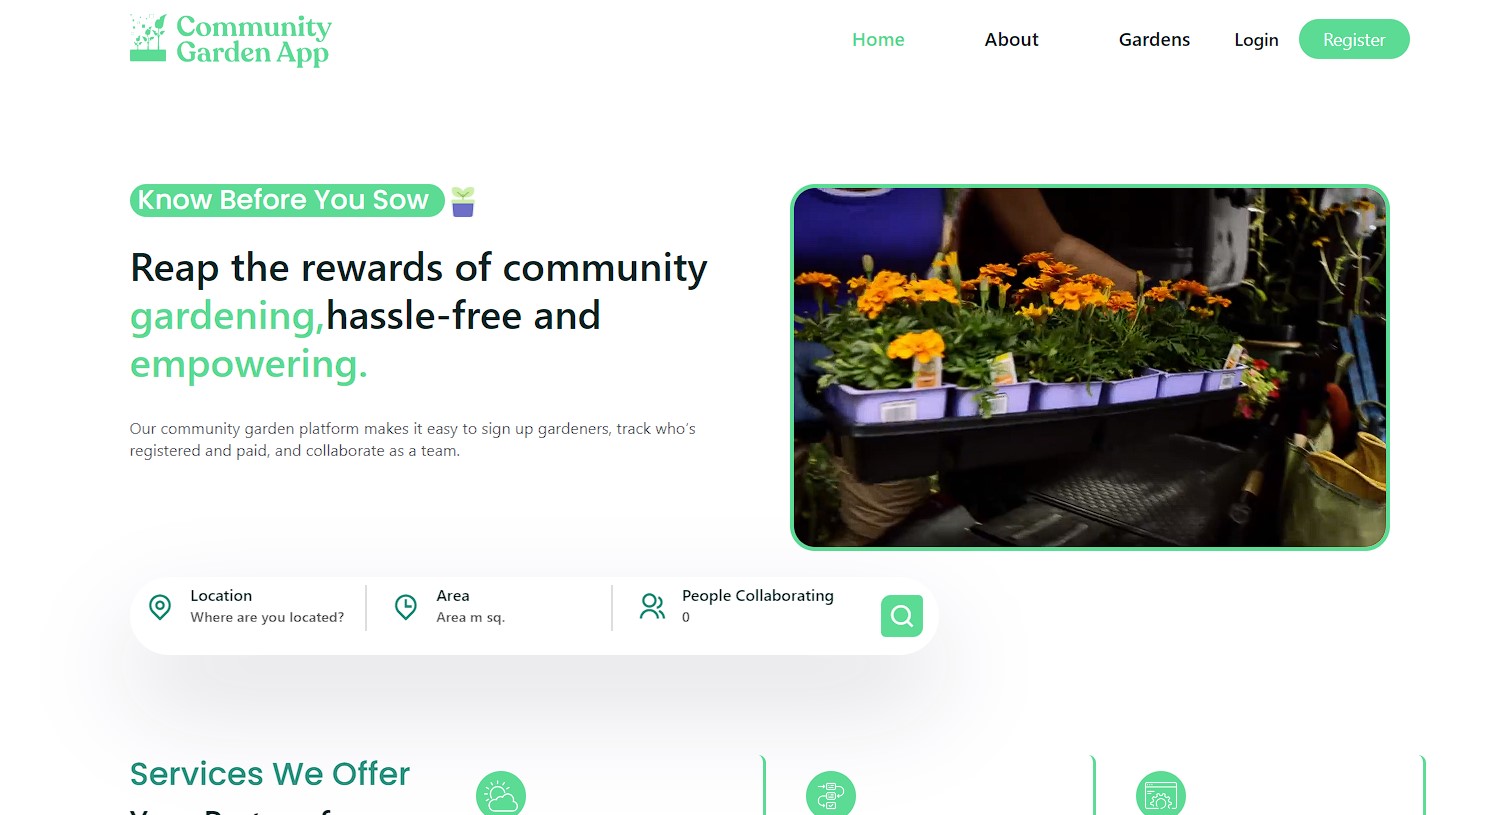 Community
Garden App
Home
About
Gardens
Login
Register
Know Before You Sow
Reap the rewards of community
gardening,hassle-free and
empowering.
Our community garden platform makes it easy to sign up gardeners, track who's
registered and paid, and collaborate as a team.
Location
Where are you located?
Area
Area m sq.
People Collaborating
0
Services We Offer